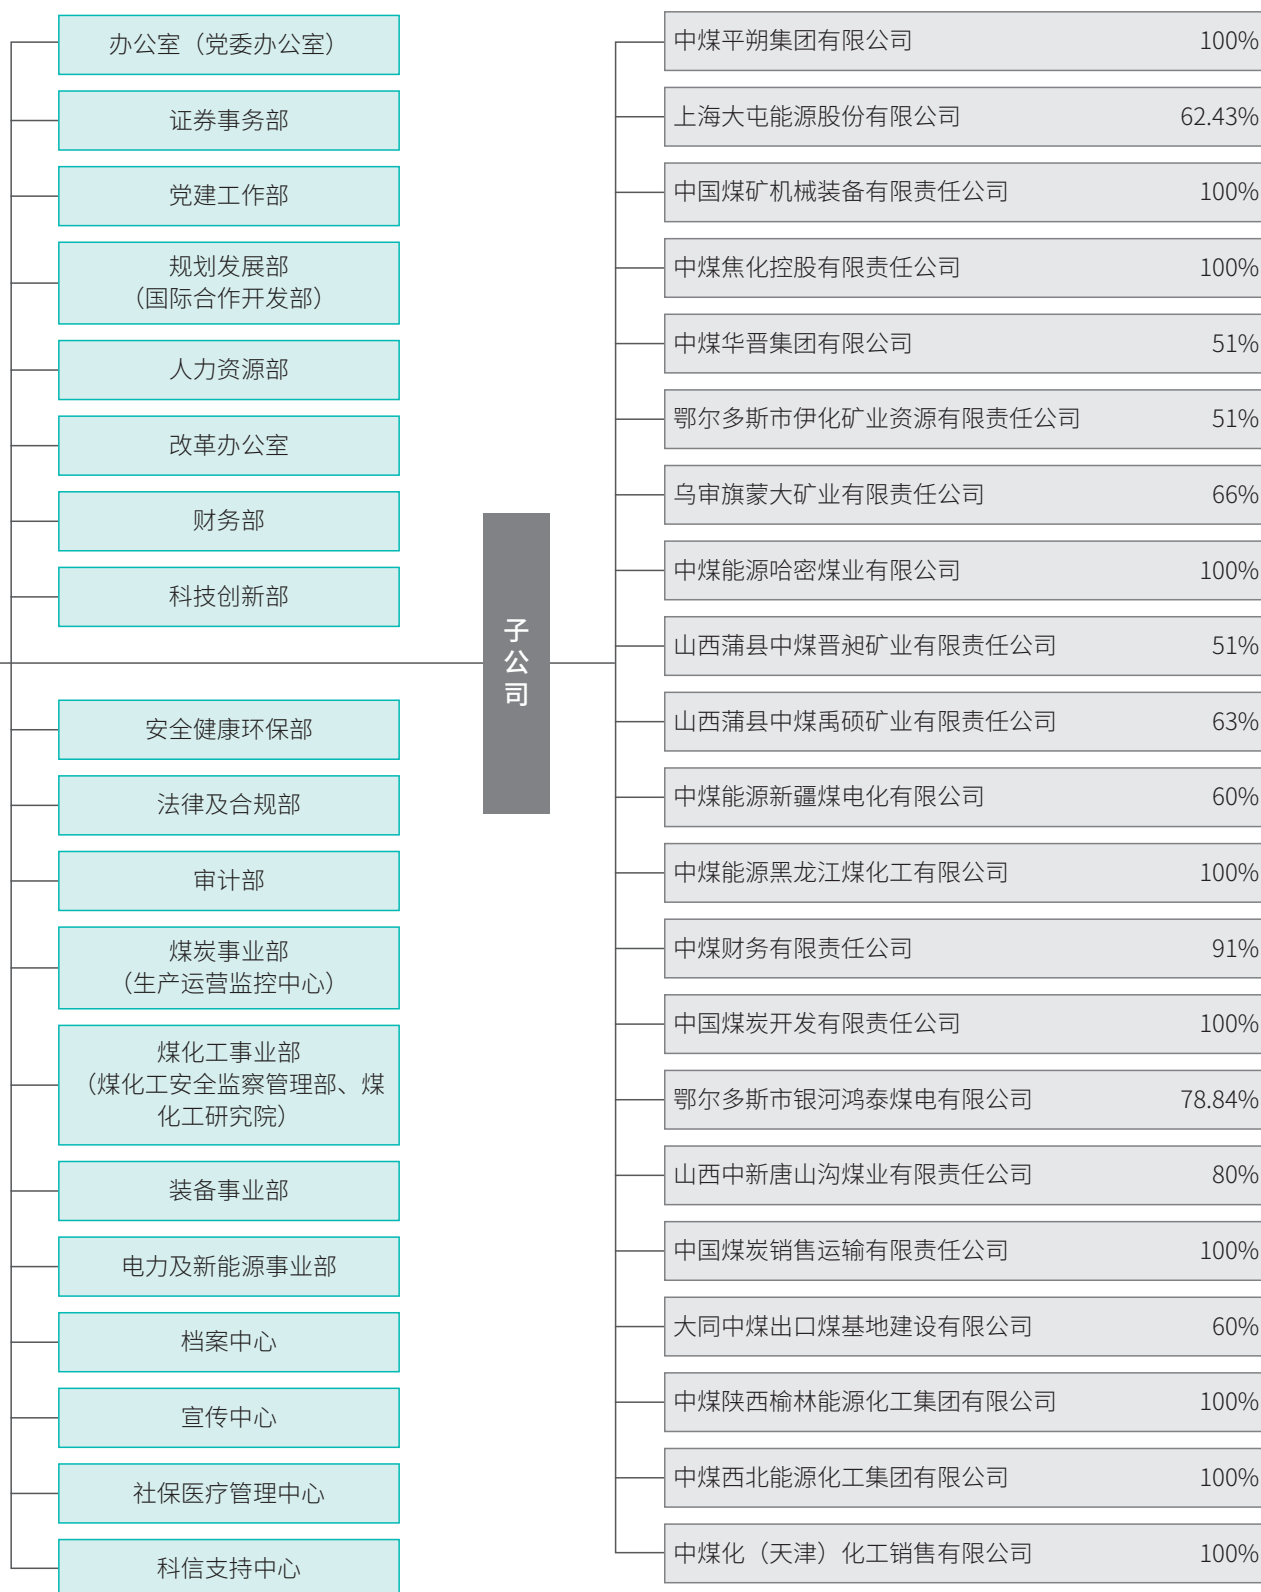 办公室（党委办公室）
证券事务部
党建工作部
规划发展部
（国际合作开发部）
人力资源部
改革办公室
财务部
科技创新部
安全健康环保部
法律及合规部
审计部
煤炭事业部
（生产运营监控中心）
煤化工事业部
（煤化工安全监察管理部、煤
化工研究院）
装备事业部
电力及新能源事业部
档案中心
宣传中心
社保医疗管理中心
科信支持中心
子公司
中煤平朔集团有限公司 100%
上海大屯能源股份有限公司 62.43%
中国煤矿机械装备有限责任公司 100%
中煤焦化控股有限责任公司 100%
中煤华晋集团有限公司 51%
鄂尔多斯市伊化矿业资源有限责任公司 51%
乌审旗蒙大矿业有限责任公司 66%
中煤能源哈密煤业有限公司 100%
山西蒲县中煤晋昶矿业有限责任公司 51%
山西蒲县中煤禹硕矿业有限责任公司 63%
中煤能源新疆煤电化有限公司 60%
中煤能源黑龙江煤化工有限公司 100%
中煤财务有限责任公司 91%
中国煤炭开发有限责任公司 100%
鄂尔多斯市银河鸿泰煤电有限公司 78.84%
山西中新唐山沟煤业有限责任公司 80%
中国煤炭销售运输有限责任公司 100%
大同中煤出口煤基地建设有限公司 60%
中煤陕西榆林能源化工集团有限公司 100%
中煤西北能源化工集团有限公司 100%
中煤化（天津）化工销售有限公司 100%